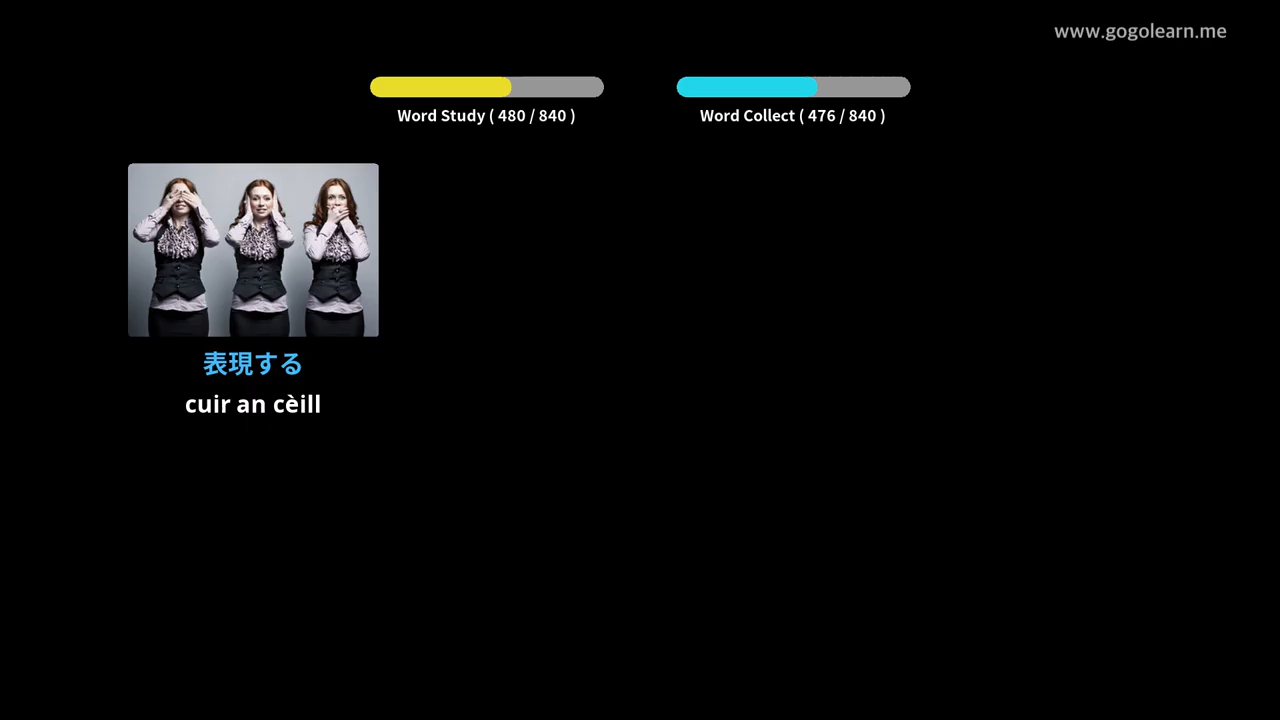 www.gogolearn.me
Word Study ( 480 / 840 )
Word Collect ( 476 / 840 )
表現する
cuir an cèill